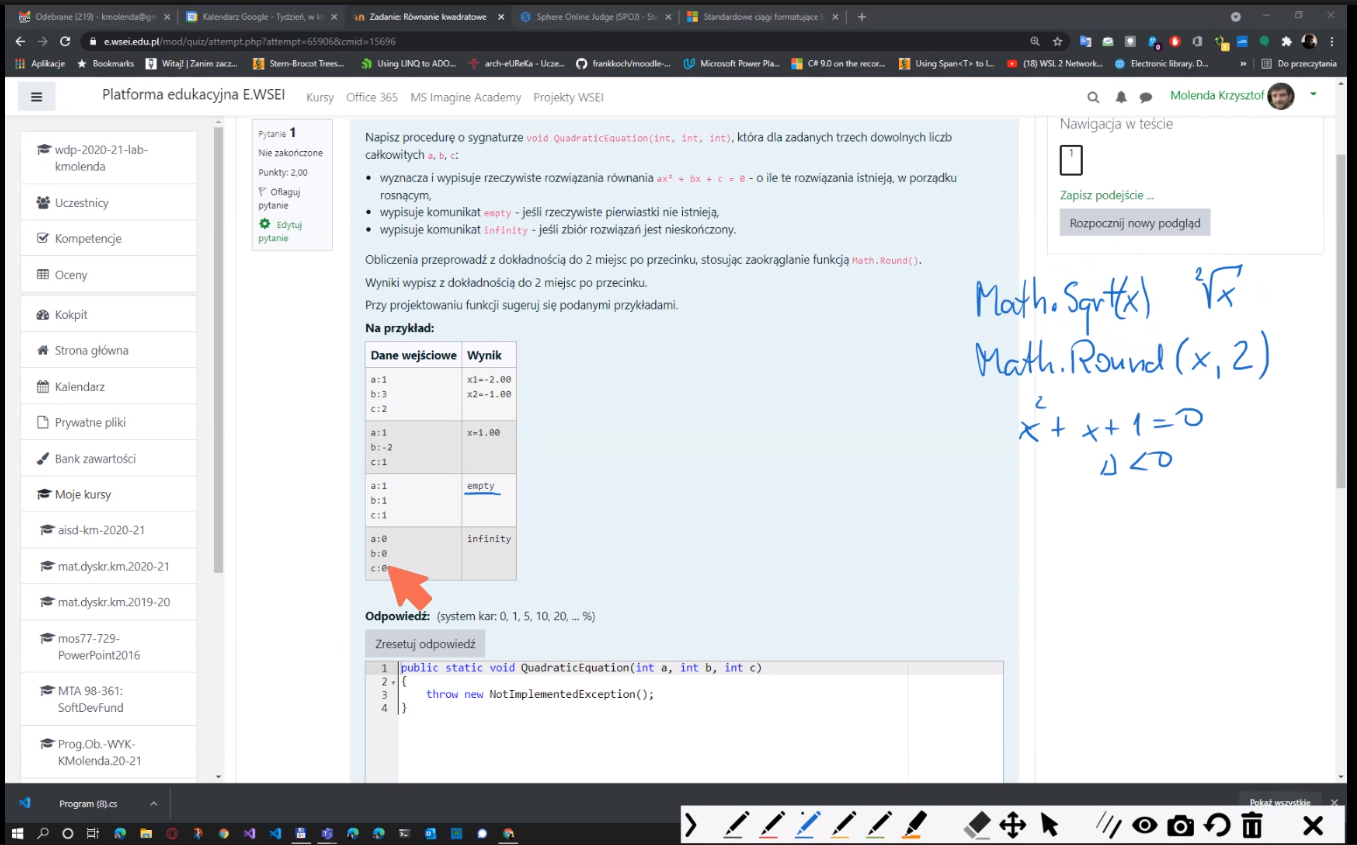 Odebrane (219) - kmolenda@gm
Kalendarz Google - Tydzień, w k
Zadanie: Równanie kwadratowe
Sphere Online Judge (SPOJ) - St
Standardowe ciągi formatujące l
e.wsei.edu.pl/mod/quiz/attempt.php?attempt=65906&cmid=15696
Aplikacje
Bookmarks
Witaj! | Zanim zacz...
Stern-Brocot Trees...
Using LINQ to ADO...
arch-eUReKa - Ucze...
frankkoch/moodle-...
Microsoft Power Pla...
C# 9.0 on the recor...
Using Span<T> to I...
(18) WSL 2 Network...
Electronic library. D...
»
Do przeczytania
Platforma edukacyjna E.WSEI
Kursy
Office 365
MS Imagine Academy
Projekty WSEI
Molenda Krzysztof
wdp-2020-21-lab-
kmolenda
Uczestnicy
Kompetencje
Oceny
Kokpit
Strona główna
Kalendarz
Prywatne pliki
Bank zawartości
Moje kursy
aisd-km-2020-21
mat.dyskr.km.2020-21
mat.dyskr.km.2019-20
mos77-729-
PowerPoint2016
MTA 98-361:
SoftDevFund
Prog.Ob.-WYK-
KMolenda.20-21
Pytanie 1
Nie zakończone
Punkty: 2,00
Oflaguj
pytanie
Edytuj
pytanie
Napisz procedurę o sygnaturze void QuadraticEquation(int, int, int), która dla zadanych trzech dowolnych liczb
całkowitych a, b, c:
• wyznacza i wypisuje rzeczywiste rozwiązania równania ax² + bx + c = 0 - o ile te rozwiązania istnieją, w porządku
rosnącym,
• wypisuje komunikat empty - jeśli rzeczywiste pierwiastki nie istnieją,
• wypisuje komunikat infinity - jeśli zbiór rozwiązań jest nieskończony.
Obliczenia przeprowadź z dokładnością do 2 miejsc po przecinku, stosując zaokrąglanie funkcją Math.Round().
Wyniki wypisz z dokładnością do 2 miejsc po przecinku.
Przy projektowaniu funkcji sugeruj się podanymi przykładami.
Na przykład:
Dane wejściowe Wynik
a:1 x1=-2.00
b:3 x2=-1.00
c:2
a:1 x=1.00
b:-2
c:1
a:1 empty
b:1
c:1
a:0 infinity
b:0
c:0
Odpowiedź: (system kar: 0, 1, 5, 10, 20, ... %)
Zresetuj odpowiedź
1 public static void QuadraticEquation(int a, int b, int c)
2 {
3 throw new NotImplementedException();
4 }
Nawigacja w teście
1
Zapisz podejście ...
Rozpocznij nowy podgląd
Math.Sqrt(x) ²√x
Math.Round(x, 2)
x² + x + 1 = 0
Δ < 0
Program (8).cs
Pokaż wszystkie